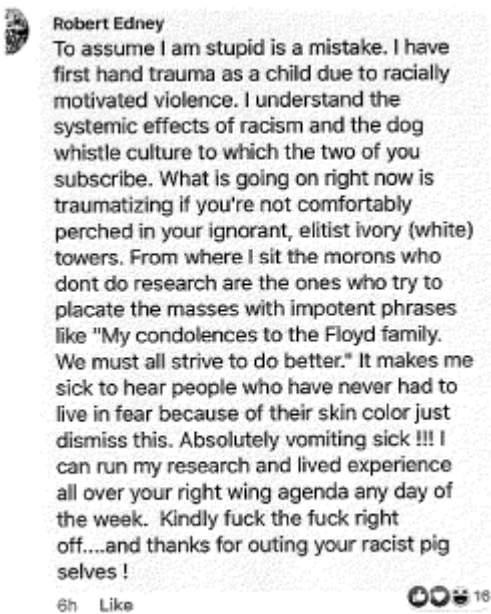 Robert Edney
To assume I am stupid is a mistake. I have
first hand trauma as a child due to racially
motivated violence. I understand the
systemic effects of racism and the dog
whistle culture to which the two of you
subscribe. What is going on right now is
traumatizing if you're not comfortably
perched in your ignorant, elitist ivory (white)
towers. From where I sit the morons who
dont do research are the ones who try to
placate the masses with impotent phrases
like "My condolences to the Floyd family.
We must all strive to do better." It makes me
sick to hear people who have never had to
live in fear because of their skin color just
dismiss this. Absolutely vomiting sick !!! I
can run my research and lived experience
all over your right wing agenda any day of
the week.  Kindly fuck the fuck right
off....and thanks for outing your racist pig
selves !
6h Like 16